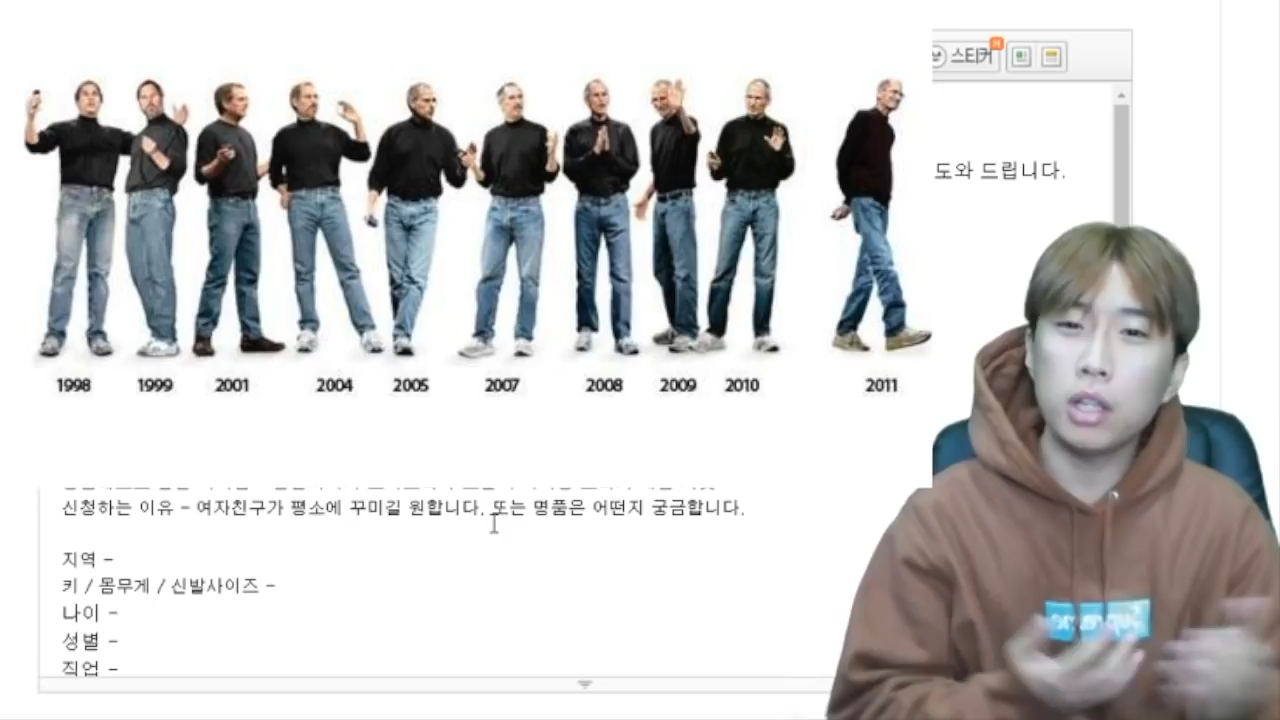 스티커
도와 드립니다.
1998 1999 2001 2004 2005 2007 2008 2009 2010 2011
신청하는 이유 - 여자친구가 평소에 꾸미길 원합니다. 또는 명품은 어떤지 궁금합니다.
지역 -
키 / 몸무게 / 신발사이즈 -
나이 -
성별 -
직업 -